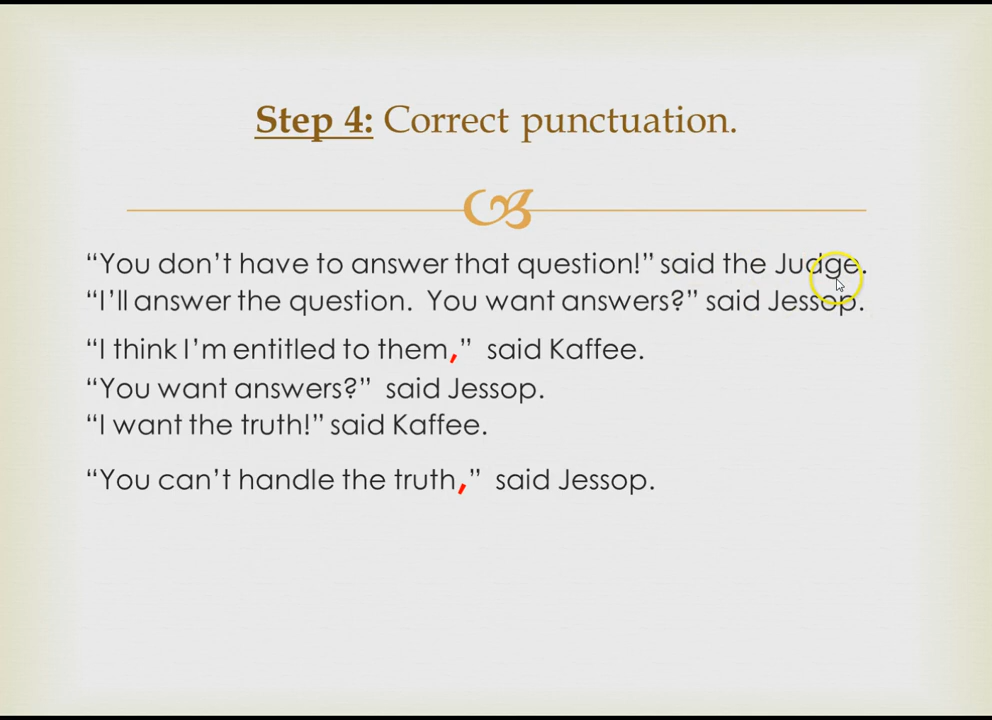 Step 4: Correct punctuation.
“You don’t have to answer that question!” said the Judge.
“I’ll answer the question.  You want answers?” said Jessop.
“I think I’m entitled to them,”  said Kaffee.
“You want answers?”  said Jessop.
“I want the truth!” said Kaffee.
“You can’t handle the truth,”  said Jessop.